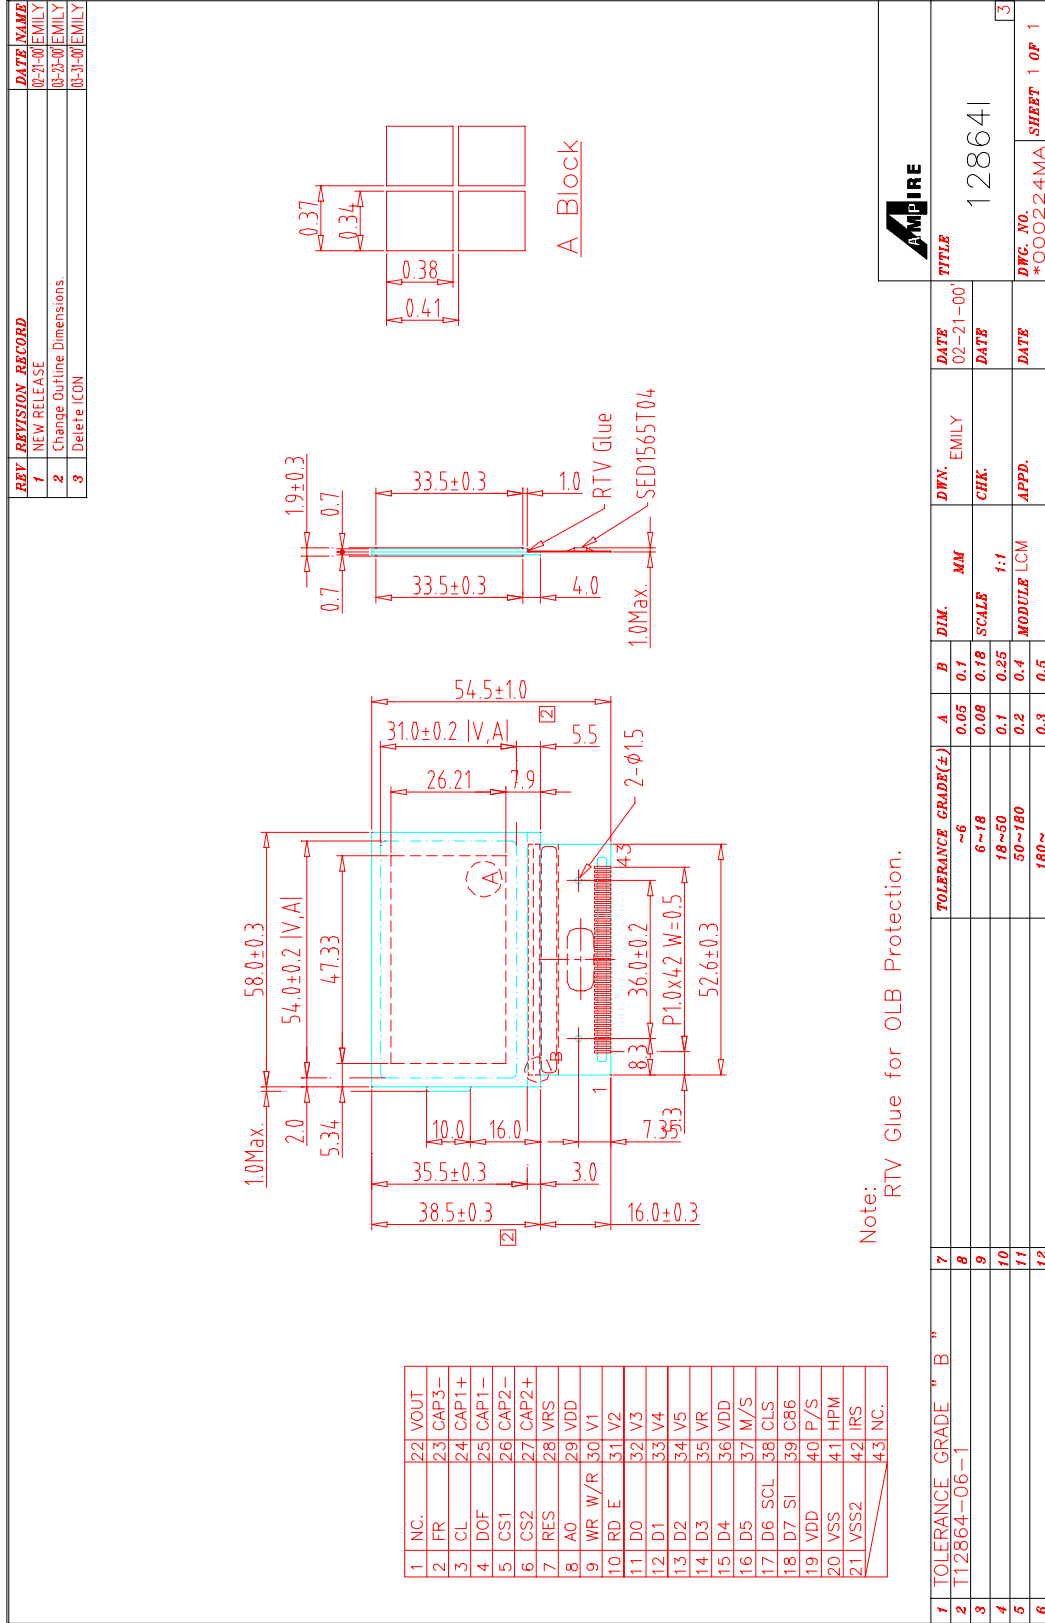 REV REVISION RECORD DATE NAME
1 NEW RELEASE 02-21-00' EMILY
2 Change Outline Dimensions. 03-23-00' EMILY
3 Delete ICON 03-31-00' EMILY
1 NC. 22 VOUT
2 FR 23 CAP3-
3 CL 24 CAP1+
4 DOF 25 CAP1-
5 CS1 26 CAP2-
6 CS2 27 CAP2+
7 RES 28 VRS
8 A0 29 VDD
9 WR W/R 30 V1
10 RD E 31 V2
11 D0 32 V3
12 D1 33 V4
13 D2 34 V5
14 D3 35 VR
15 D4 36 VDD
16 D5 37 M/S
17 D6 SCL 38 CLS
18 D7 SI 39 C86
19 VDD 40 P/S
20 VSS 41 HPM
21 VSS2 42 IRS
43 NC.
1.0Max.
58.0±0.3
2.0
54.0±0.2 |V,A|
5.34
47.33
10.0
16.0
7.35
35.5±0.3
3.0
38.5±0.3
16.0±0.3
2
54.5±1.0
2
31.0±0.2 |V,A|
5.5
26.21
7.9
2-φ1.5
A
B
1
43
8.3
36.0±0.2
5.3
P1.0x42 W=0.5
52.6±0.3
1.9±0.3
0.7
0.7
33.5±0.3
1.0
33.5±0.3
4.0
1.0Max.
RTV Glue
SED1565T04
0.37
0.34
0.38
0.41
A Block
Note:
RTV Glue for OLB Protection.
AMPIRE
1 TOLERANCE GRADE " B "
2 T12864-06-1
3
4
5
6
7
8
9
10
11
12
TOLERANCE GRADE(±) A B
~6 0.05 0.1
6~18 0.08 0.18
18~50 0.1 0.25
50~180 0.2 0.4
180~ 0.3 0.5
DIM. MM
SCALE 1:1
MODULE LCM
DWN. EMILY
CHK.
APPD.
DATE 02-21-00'
DATE
DATE
TITLE
12864I
3
DWG. NO.
*000224MA
SHEET 1 OF 1